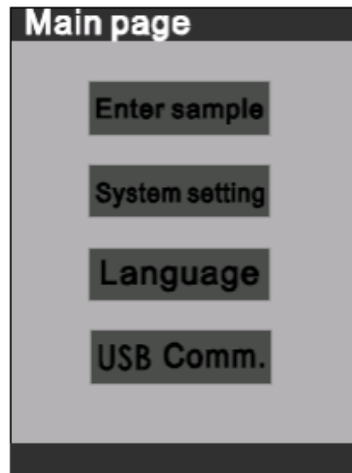 Main page
Enter sample
System setting
Language
USB Comm.